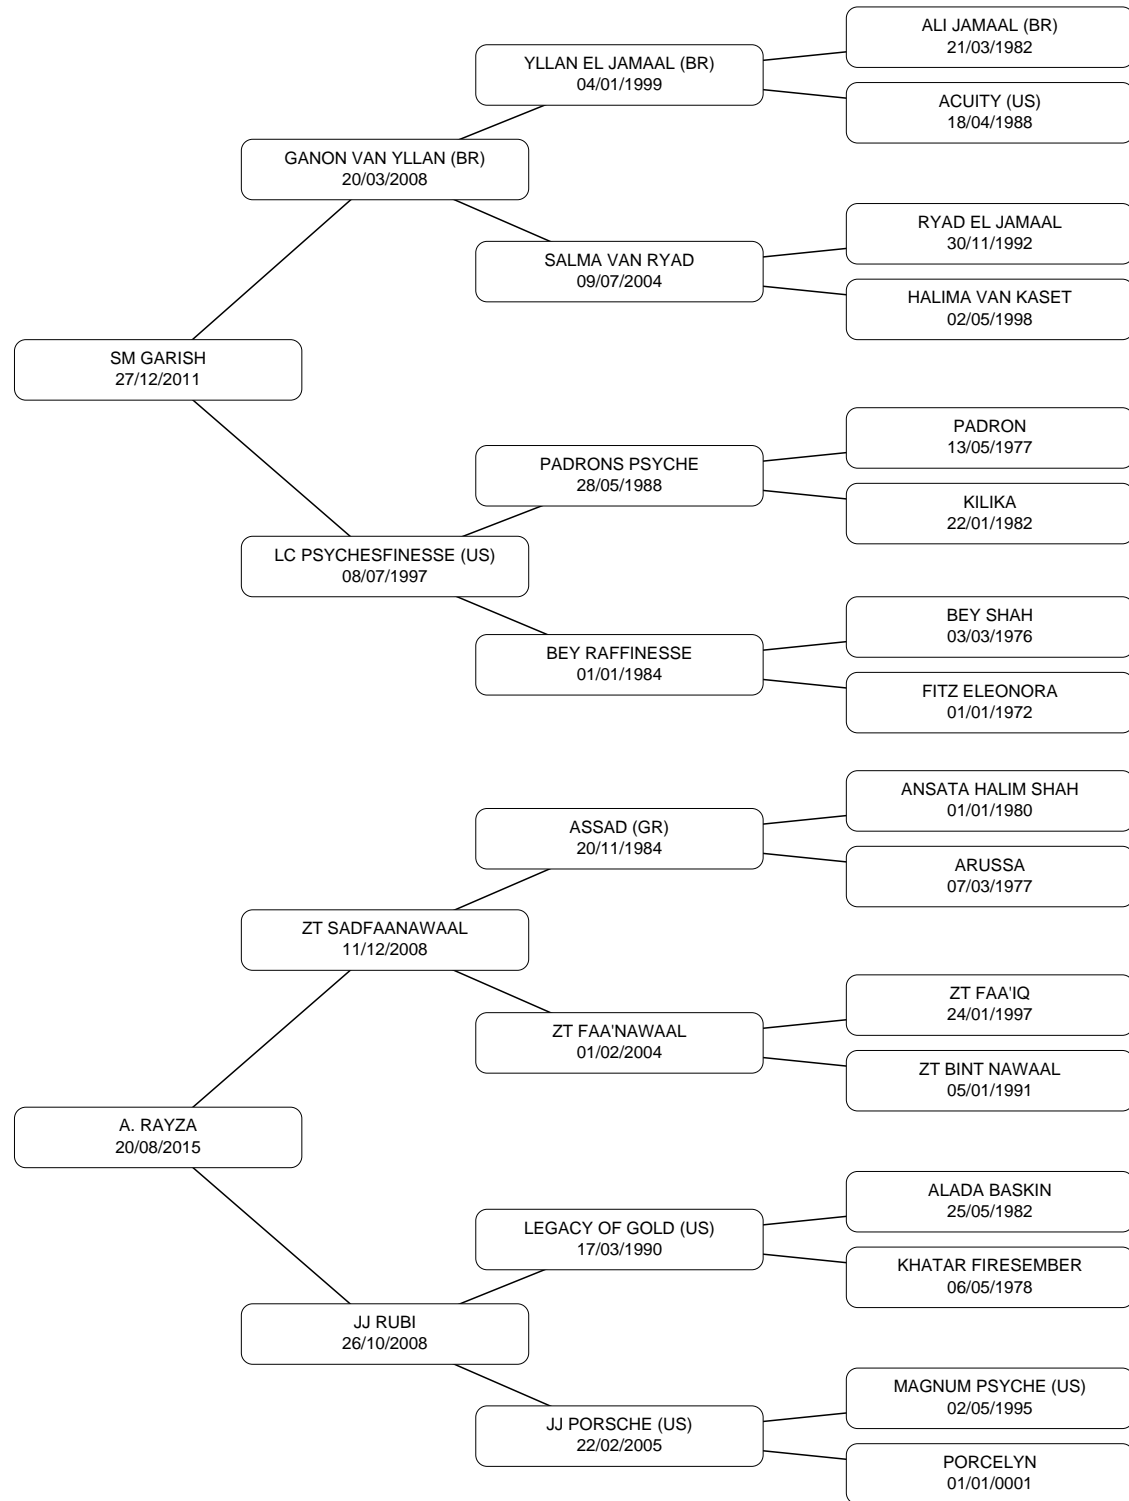 ALI JAMAAL (BR)
21/03/1982
YLLAN EL JAMAAL (BR)
04/01/1999
ACUITY (US)
18/04/1988
GANON VAN YLLAN (BR)
20/03/2008
RYAD EL JAMAAL
30/11/1992
SALMA VAN RYAD
09/07/2004
HALIMA VAN KASET
02/05/1998
SM GARISH
27/12/2011
PADRON
13/05/1977
PADRONS PSYCHE
28/05/1988
KILIKA
22/01/1982
LC PSYCHESFINESSE (US)
08/07/1997
BEY SHAH
03/03/1976
BEY RAFFINESSE
01/01/1984
FITZ ELEONORA
01/01/1972
ANSATA HALIM SHAH
01/01/1980
ASSAD (GR)
20/11/1984
ARUSSA
07/03/1977
ZT SADFAANAWAAL
11/12/2008
ZT FAA'IQ
24/01/1997
ZT FAA'NAWAAL
01/02/2004
ZT BINT NAWAAL
05/01/1991
A. RAYZA
20/08/2015
ALADA BASKIN
25/05/1982
LEGACY OF GOLD (US)
17/03/1990
KHATAR FIRESEMBER
06/05/1978
JJ RUBI
26/10/2008
MAGNUM PSYCHE (US)
02/05/1995
JJ PORSCHE (US)
22/02/2005
PORCELYN
01/01/0001